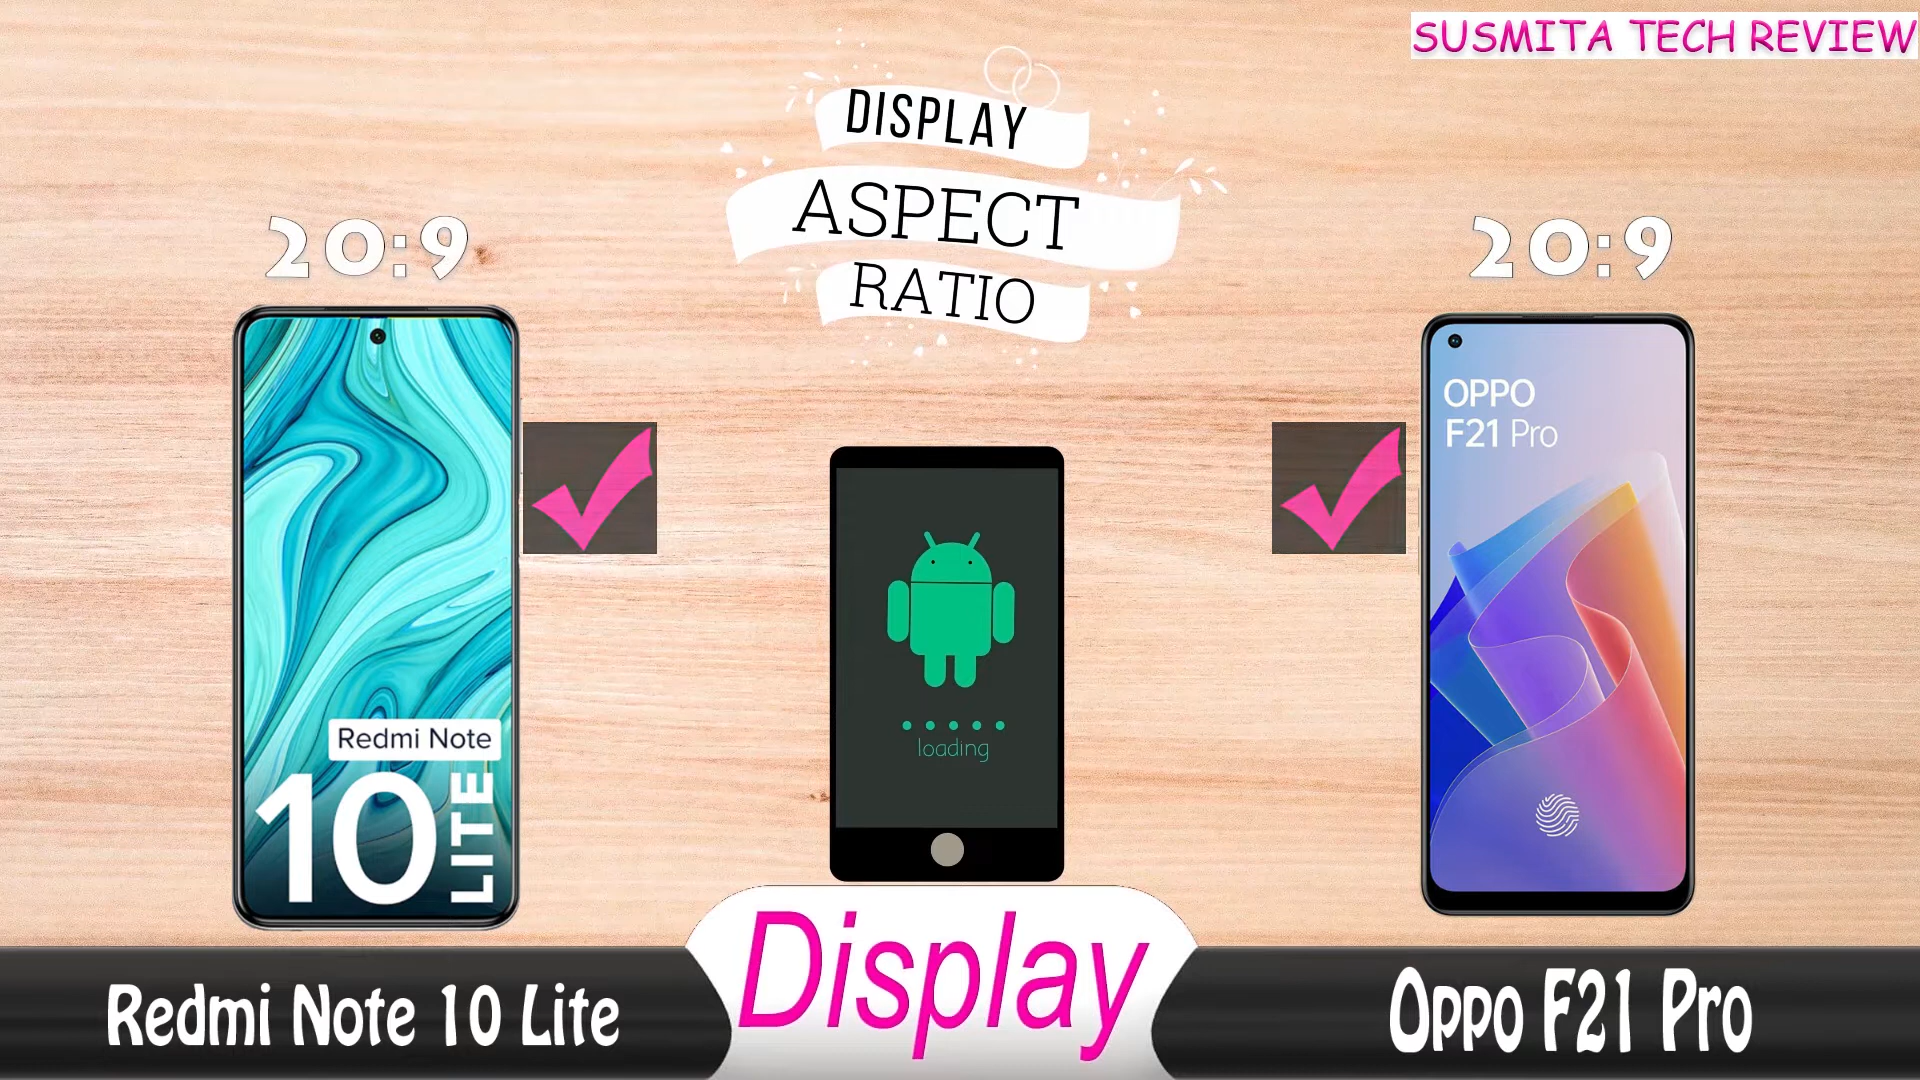 SUSMITA TECH REVIEW
DISPLAY
ASPECT
RATIO
20:9
20:9
OPPO
F21 Pro
loading
Redmi Note
10
LITE
Display
Redmi Note 10 Lite
Oppo F21 Pro